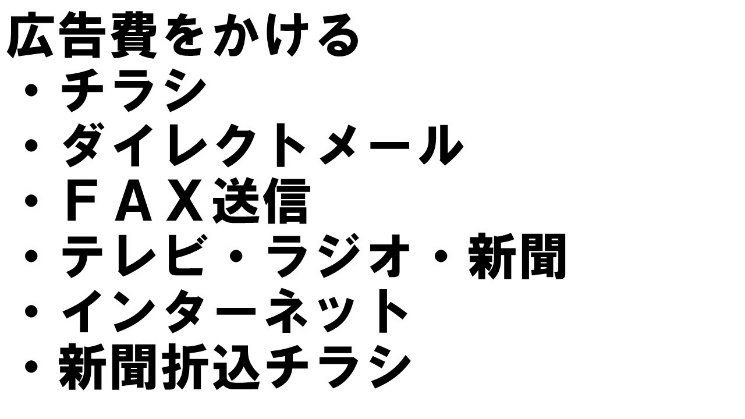 広告費をかける
・チラシ
・ダイレクトメール
・ＦＡＸ送信
・テレビ・ラジオ・新聞
・インターネット
・新聞折込チラシ